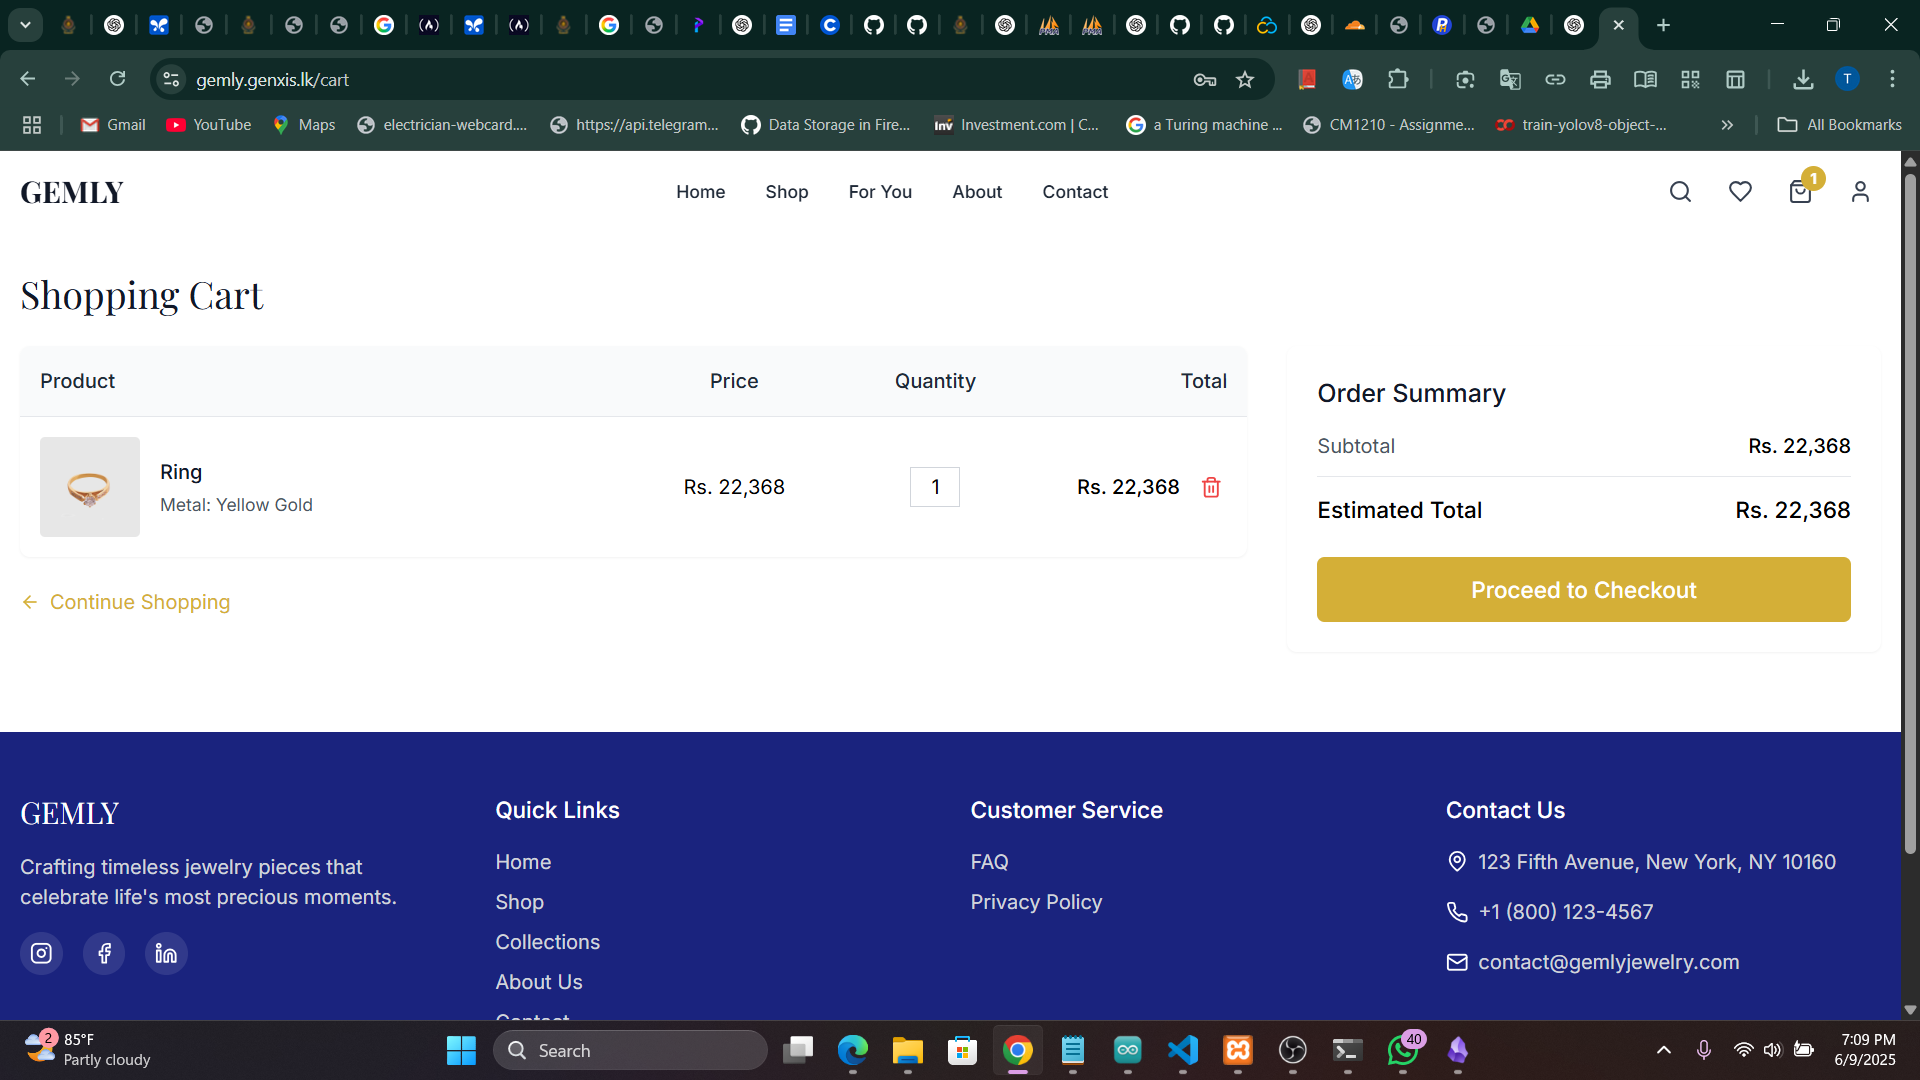 gemly.genxis.lk/cart
T
Gmail
YouTube
Maps
electrician-webcard....
https://api.telegram...
Data Storage in Fire...
Inv Investment.com | C...
a Turing machine ...
CM1210 - Assignme...
train-yolov8-object-...
All Bookmarks
GEMLY
Home
Shop
For You
About
Contact
1
Shopping Cart
Product Price Quantity Total
Ring
Metal: Yellow Gold
Rs. 22,368
1
Rs. 22,368
Continue Shopping
Order Summary
Subtotal Rs. 22,368
Estimated Total Rs. 22,368
Proceed to Checkout
GEMLY
Crafting timeless jewelry pieces that
celebrate life's most precious moments.
Quick Links
Home
Shop
Collections
About Us
Contact
Customer Service
FAQ
Privacy Policy
Contact Us
123 Fifth Avenue, New York, NY 10160
+1 (800) 123-4567
contact@gemlyjewelry.com
2
85°F
Partly cloudy
Search
40
7:09 PM
6/9/2025